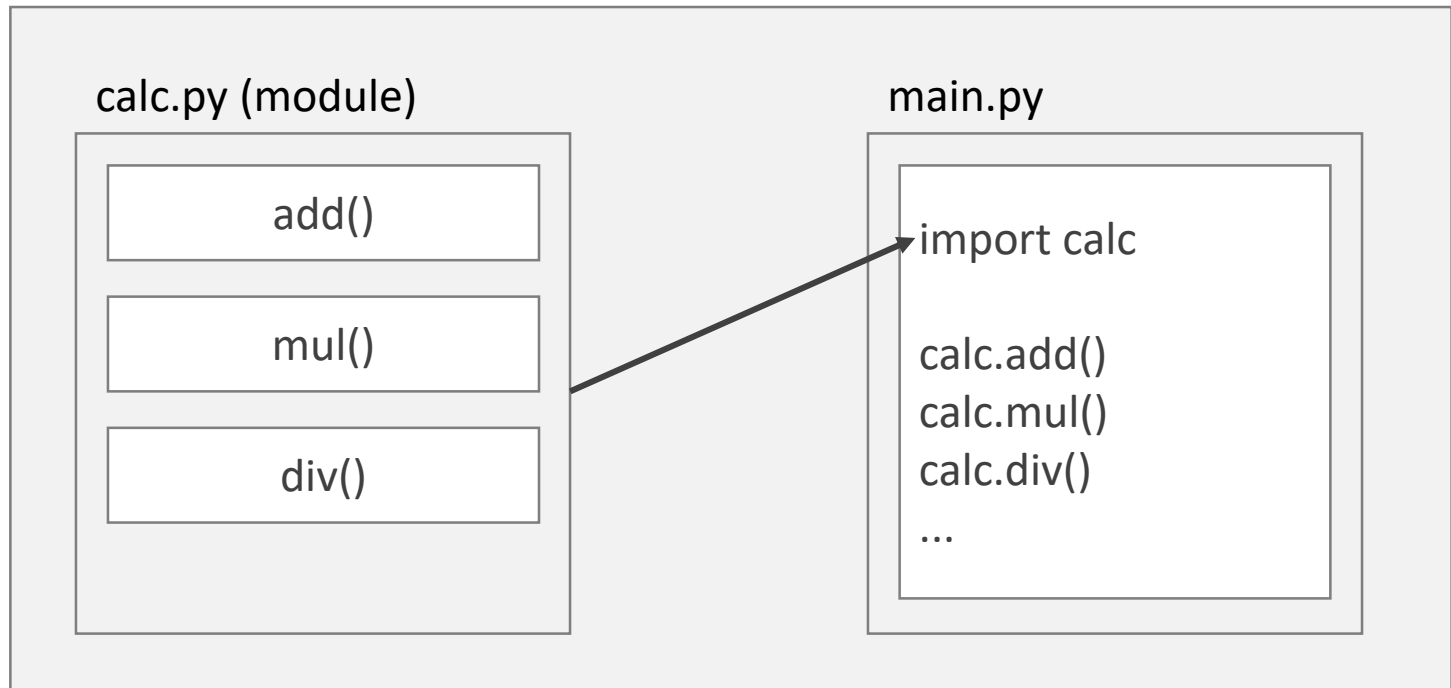 calc.py (module)
add()
mul()
div()
main.py
import calc
calc.add()
calc.mul()
calc.div()
...